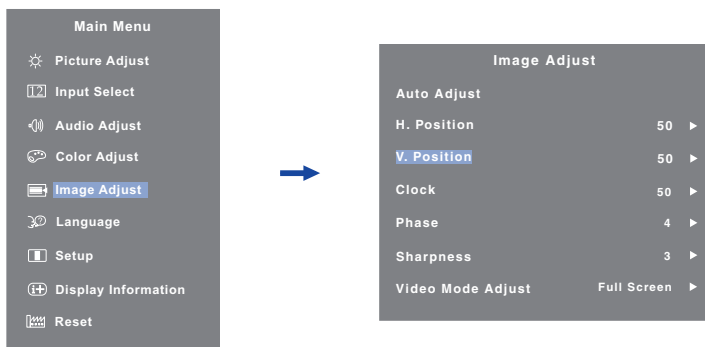 Main Menu
Picture Adjust
12 Input Select
Audio Adjust
Color Adjust
Image Adjust
Language
Setup
Display Information
Reset
Image Adjust
Auto Adjust
H. Position 50 ▶
V. Position 50 ▶
Clock 50 ▶
Phase 4 ▶
Sharpness 3 ▶
Video Mode Adjust Full Screen ▶